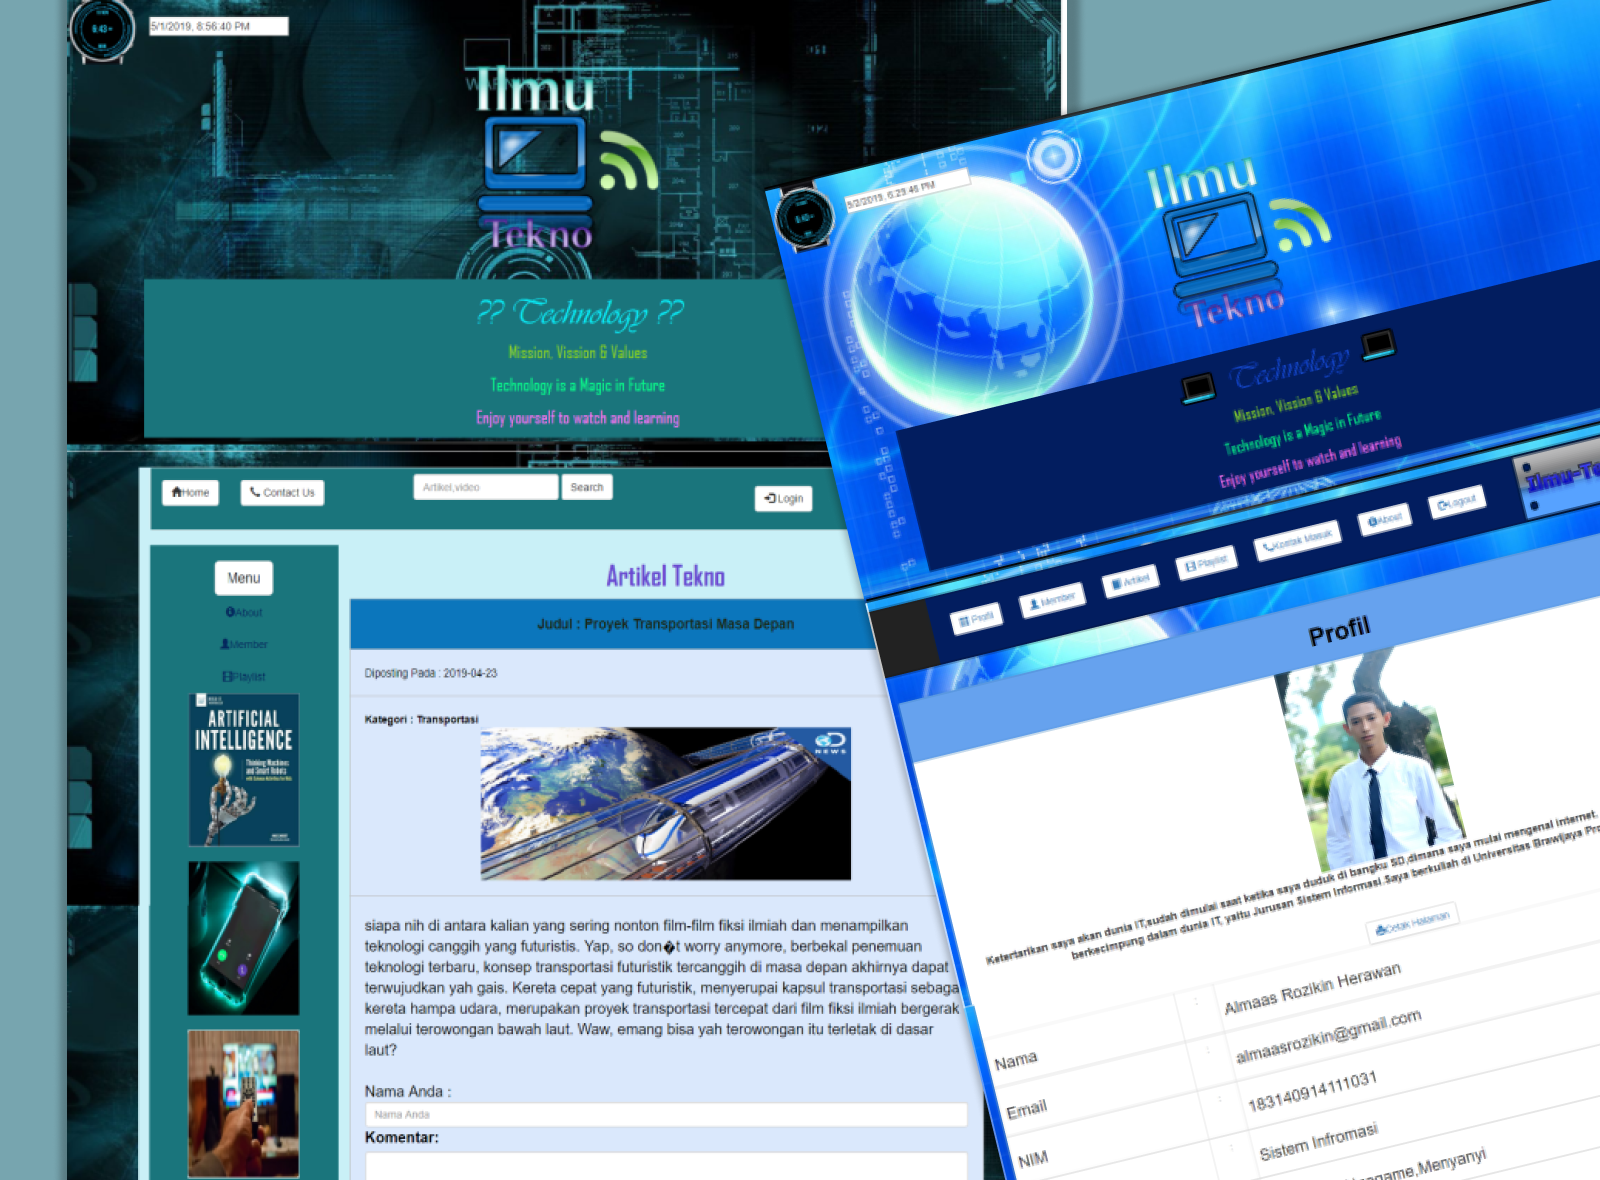 5/1/2019, 8:56:40 PM
Ilmu
Tekno
?? Technology ??
Mission, Vission & Values
Technology is a Magic in Future
Enjoy yourself to watch and learning
Home
Contact Us
Artikel,video
Search
Login
Menu
About
Member
Playlist
ARTIFICIAL
INTELLIGENCE
Thinking Machines
and Smart Robots
Artikel Tekno
Judul : Proyek Transportasi Masa Depan
Diposting Pada : 2019-04-23
Kategori : Transportasi
NEWS
siapa nih di antara kalian yang sering nonton film-film fiksi ilmiah dan menampilkan
teknologi canggih yang futuristis. Yap, so don�t worry anymore, berbekal penemuan
teknologi terbaru, konsep transportasi futuristik tercanggih di masa depan akhirnya dapat
terwujudkan yah gais. Kereta cepat yang futuristik, menyerupai kapsul transportasi sebaga
kereta hampa udara, merupakan proyek transportasi tercepat dari film fiksi ilmiah bergerak
melalui terowongan bawah laut. Waw, emang bisa yah terowongan itu terletak di dasar
laut?
Nama Anda :
Nama Anda
Komentar:
5/2/2019, 6:29:46 PM
Ilmu
Tekno
Technology
Mission, Vission & Values
Technology is a Magic in Future
Enjoy yourself to watch and learning
Profil
Member
Artikel
Playlist
Kontak Masuk
About
Logout
Ilmu-Te
Profil
Ketertarikan saya akan dunia IT,sudah dimulai saat ketika saya duduk di bangku SD,dimana saya mulai mengenal internet.
berkecimpung dalam dunia IT, yaitu Jurusan Sistem Informasi.Saya berkuliah di Universitas Brawijaya Pro
Cetak Halaman
Nama : Almaas Rozikin Herawan
Email : almaasrozikin@gmail.com
NIM : 183140914111031
Sistem Infromasi
game,Menyanyi